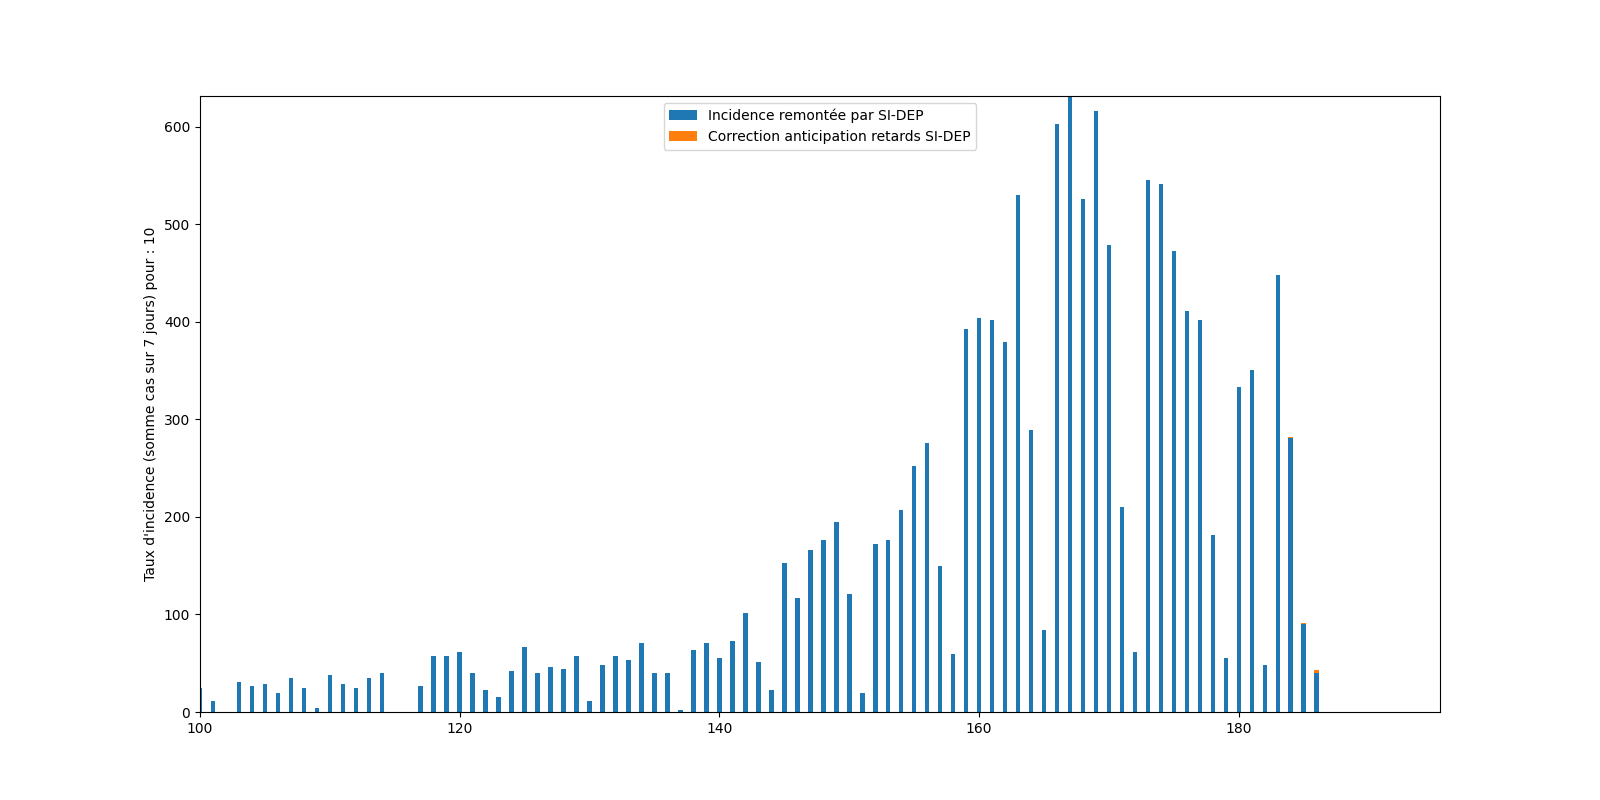 Incidence remontée par SI-DEP
Correction anticipation retards SI-DEP
Taux d'incidence (somme cas sur 7 jours) pour : 10
600
500
400
300
200
100
0
100 120 140 160 180